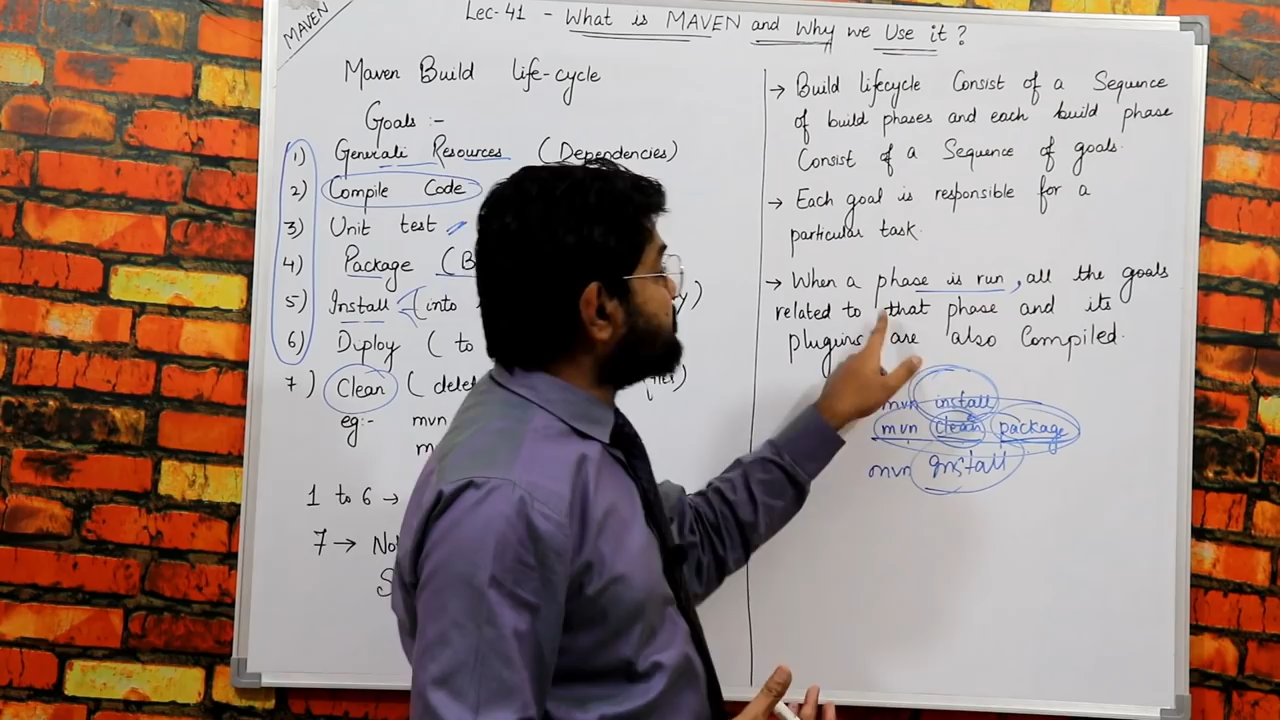 MAVEN
Lec-41 - What is MAVEN and Why we Use it?
Maven Build life-cycle
Goals :-
1) Generali Resources (Dependencies)
2) Compile Code
3) Unit test
4) Package (B
5) Install (into
6) Diploy ( to
7) Clean ( delet
eg:- mvn
m
1 to 6 →
7 → No
S
→ Build lifecycle Consist of a Sequence
of build phases and each build phase
Consist of a Sequence of goals.
→ Each goal is responsible for a
particular task.
→ When a phase is run, all the goals
related to that phase and its
plugins are also Compiled.
mvn install
mvn clean package
mvn install